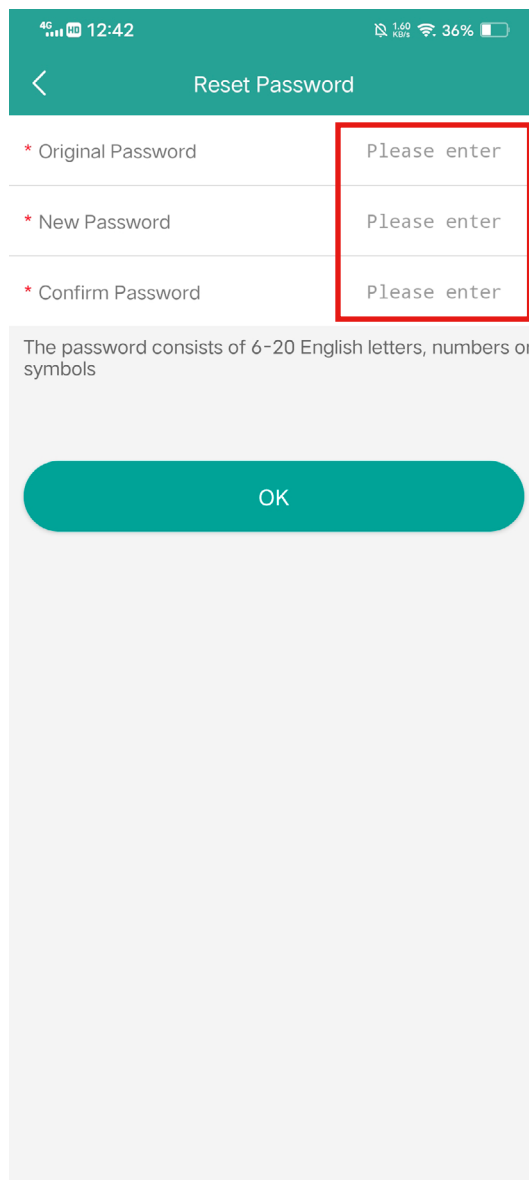 4G HD 12:42 1.60 KB/s 36%
Reset Password
* Original Password Please enter
* New Password Please enter
* Confirm Password Please enter
The password consists of 6-20 English letters, numbers or
symbols
OK